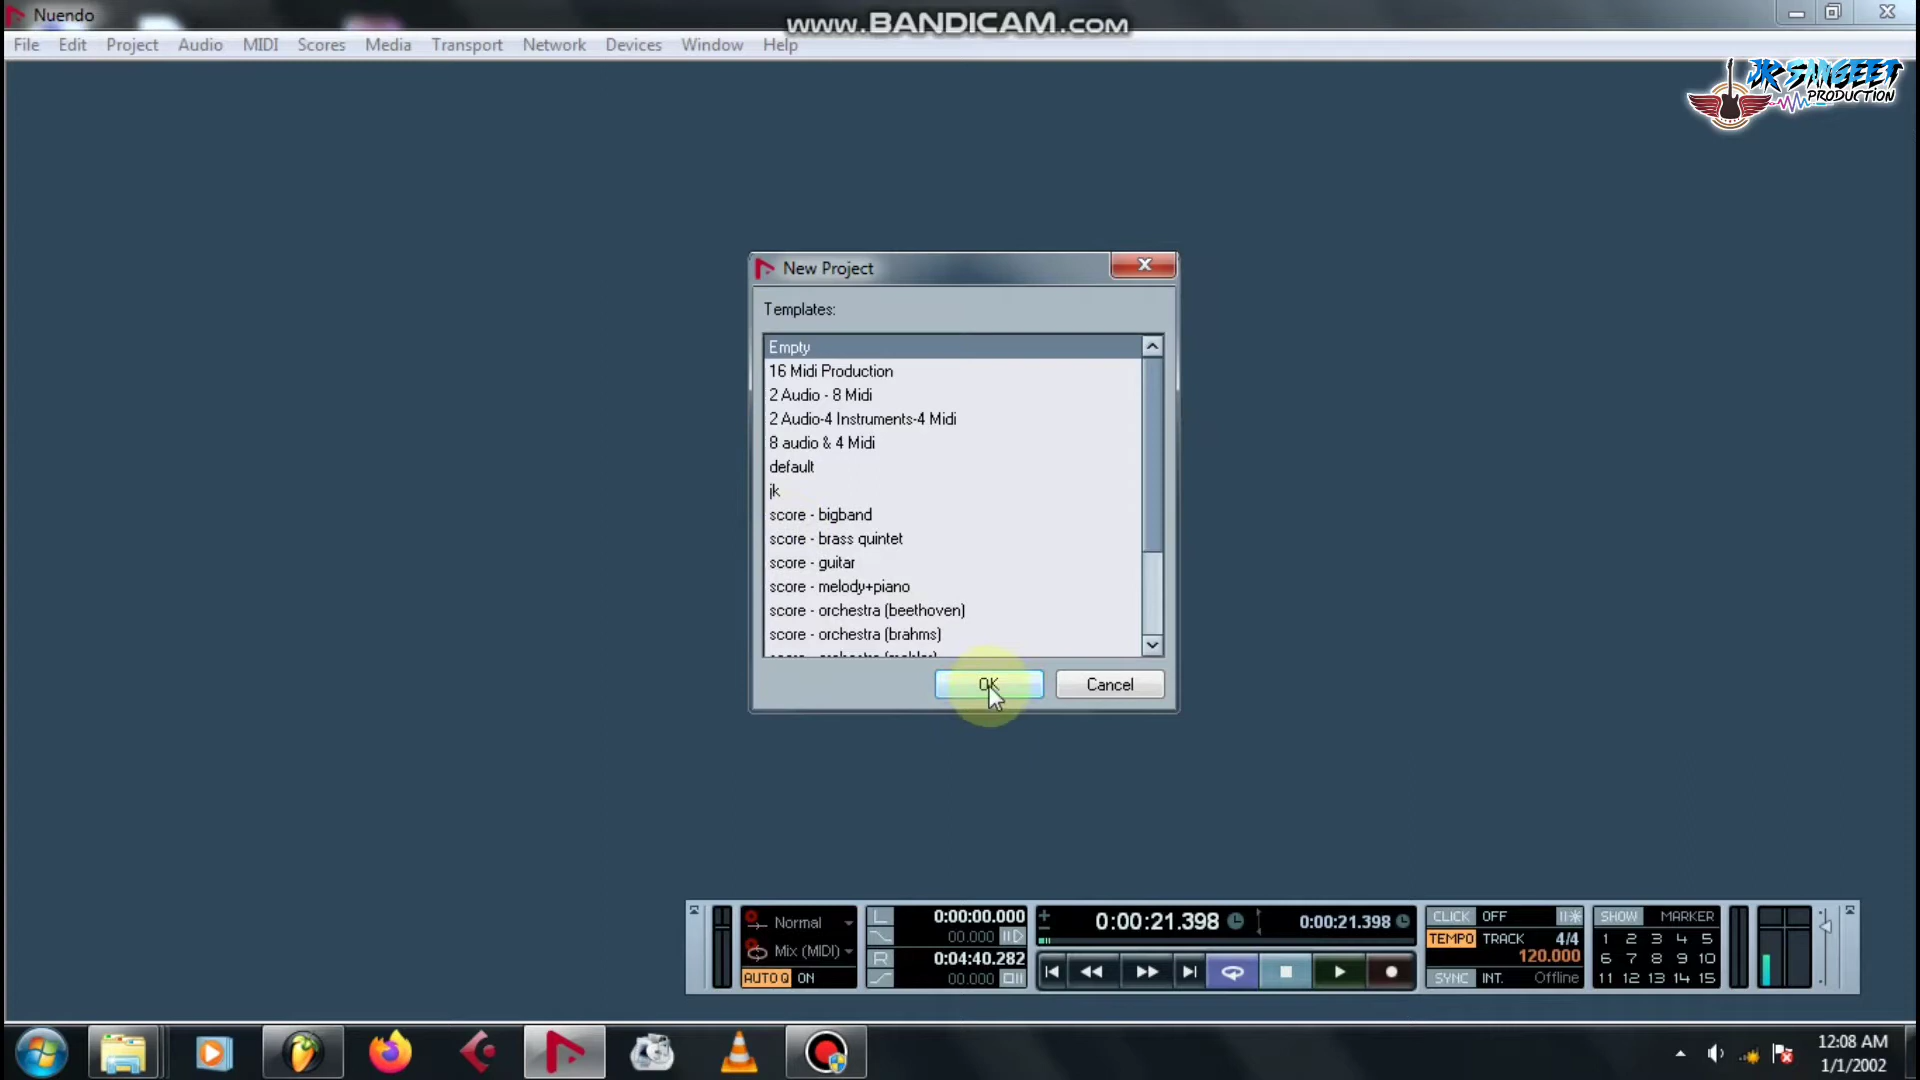 Nuendo
www.BANDICAM.com
File Edit Project Audio MIDI Scores Media Transport Network Devices Window Help
JK SANGEET
PRODUCTION
New Project
Templates:
Empty
16 Midi Production
2 Audio - 8 Midi
2 Audio-4 Instruments-4 Midi
8 audio & 4 Midi
default
jk
score - bigband
score - brass quintet
score - guitar
score - melody+piano
score - orchestra (beethoven)
score - orchestra (brahms)
OK Cancel
Normal
Mix (MIDI)
AUTO Q ON
L 0:00:00.000
00.000
R 0:04:40.282
00.000
0:00:21.398 0:00:21.398
CLICK OFF
TEMPO TRACK 4/4
120.000
SYNC INT. Offline
SHOW MARKER
1 2 3 4 5
6 7 8 9 10
11 12 13 14 15
12:08 AM
1/1/2002